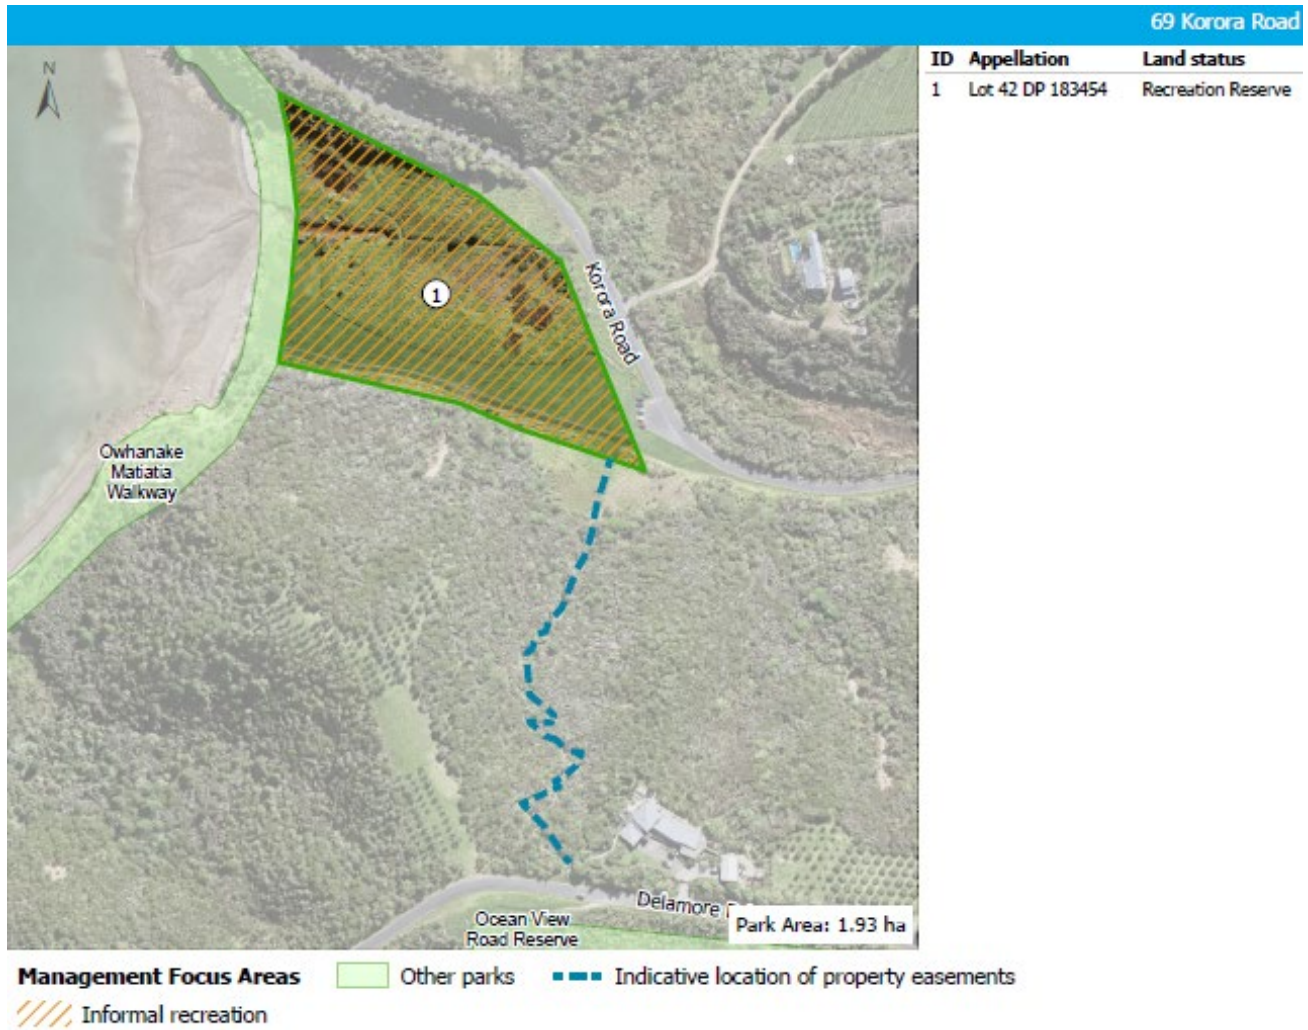 69 Korora Road
ID Appellation Land status
1 Lot 42 DP 183454 Recreation Reserve
N
1
Korora Road
Owhanake
Matiatia
Walkway
Delamore
Ocean View
Road Reserve
Park Area: 1.93 ha
Management Focus Areas Other parks Indicative location of property easements
Informal recreation